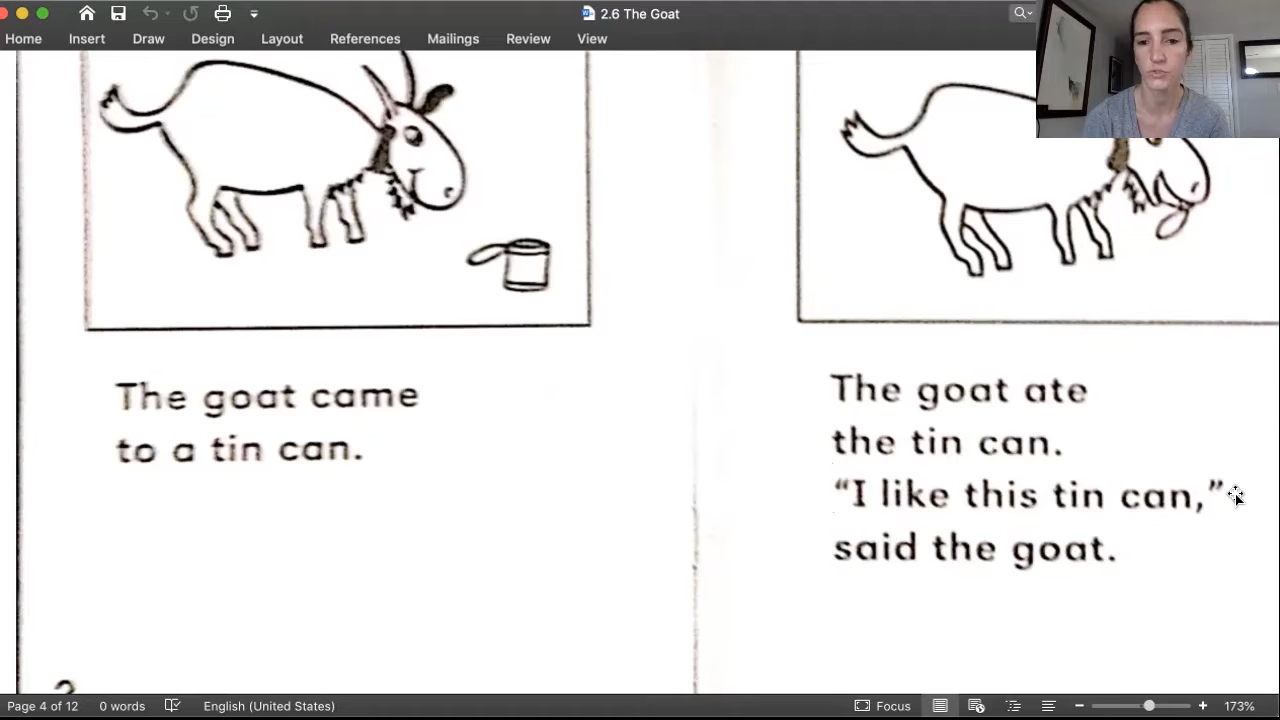 2.6 The Goat
Home Insert Draw Design Layout References Mailings Review View
The goat came
to a tin can.
The goat ate
the tin can.
“I like this tin can,”
said the goat.
Page 4 of 12 0 words English (United States) Focus 173%